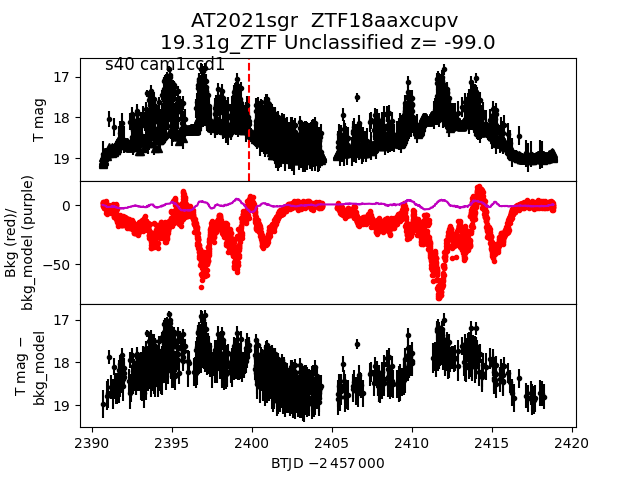 AT2021sgr ZTF18aaxcupv
19.31g_ZTF Unclassified z= -99.0
s40 cam1ccd1
T mag
17
18
19
Bkg (red)/
bkg_model (purple)
0
−50
T mag −
bkg_model
17
18
19
2390 2395 2400 2405 2410 2415 2420
BTJD −2 457 000